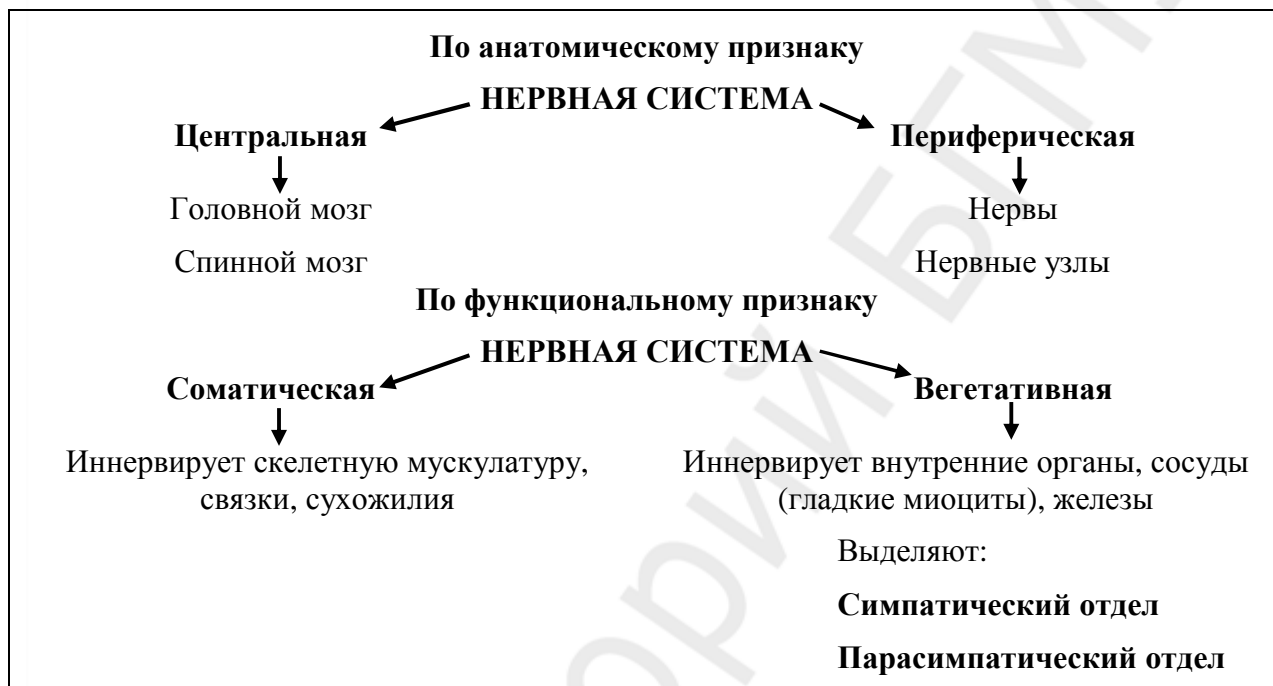 По анатомическому признаку
НЕРВНАЯ СИСТЕМА
Центральная
Периферическая
Головной мозг
Нервы
Спинной мозг
Нервные узлы
По функциональному признаку
НЕРВНАЯ СИСТЕМА
Соматическая
Вегетативная
Иннервирует скелетную мускулатуру,
связки, сухожилия
Иннервирует внутренние органы, сосуды
(гладкие миоциты), железы
Выделяют:
Симпатический отдел
Парасимпатический отдел